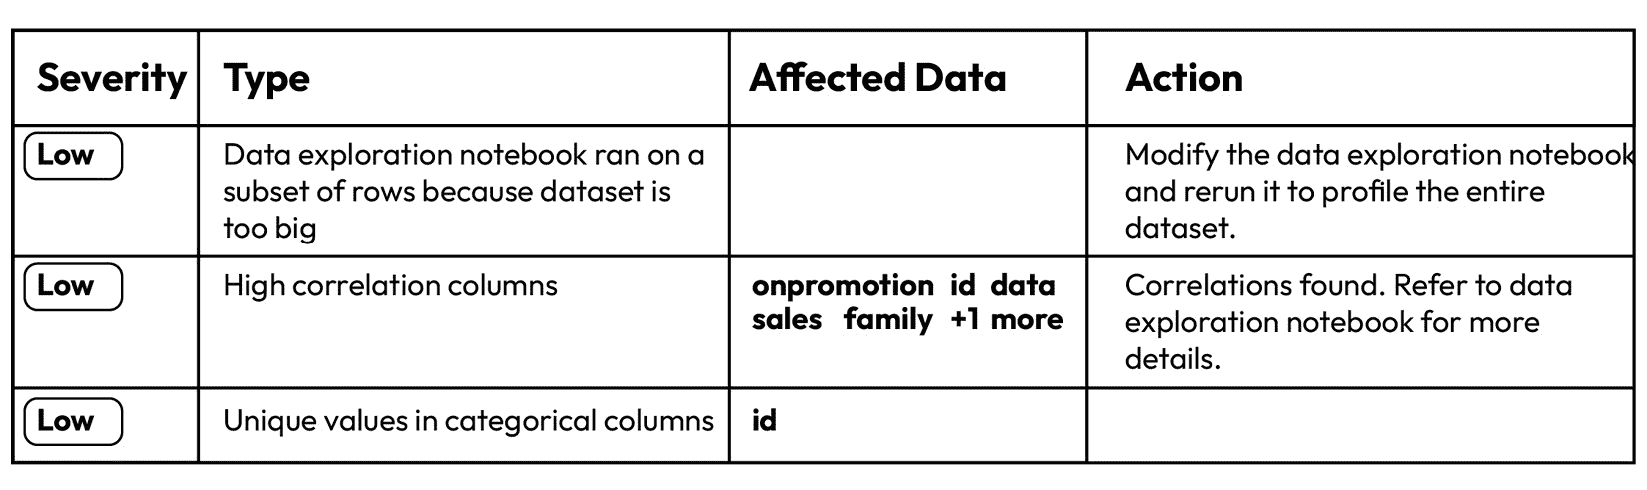 Severity Type Affected Data Action
Low Data exploration notebook ran on a Modify the data exploration notebook
subset of rows because dataset is and rerun it to profile the entire
too big dataset.
Low High correlation columns onpromotion id data Correlations found. Refer to data
sales family +1 more exploration notebook for more
details.
Low Unique values in categorical columns id